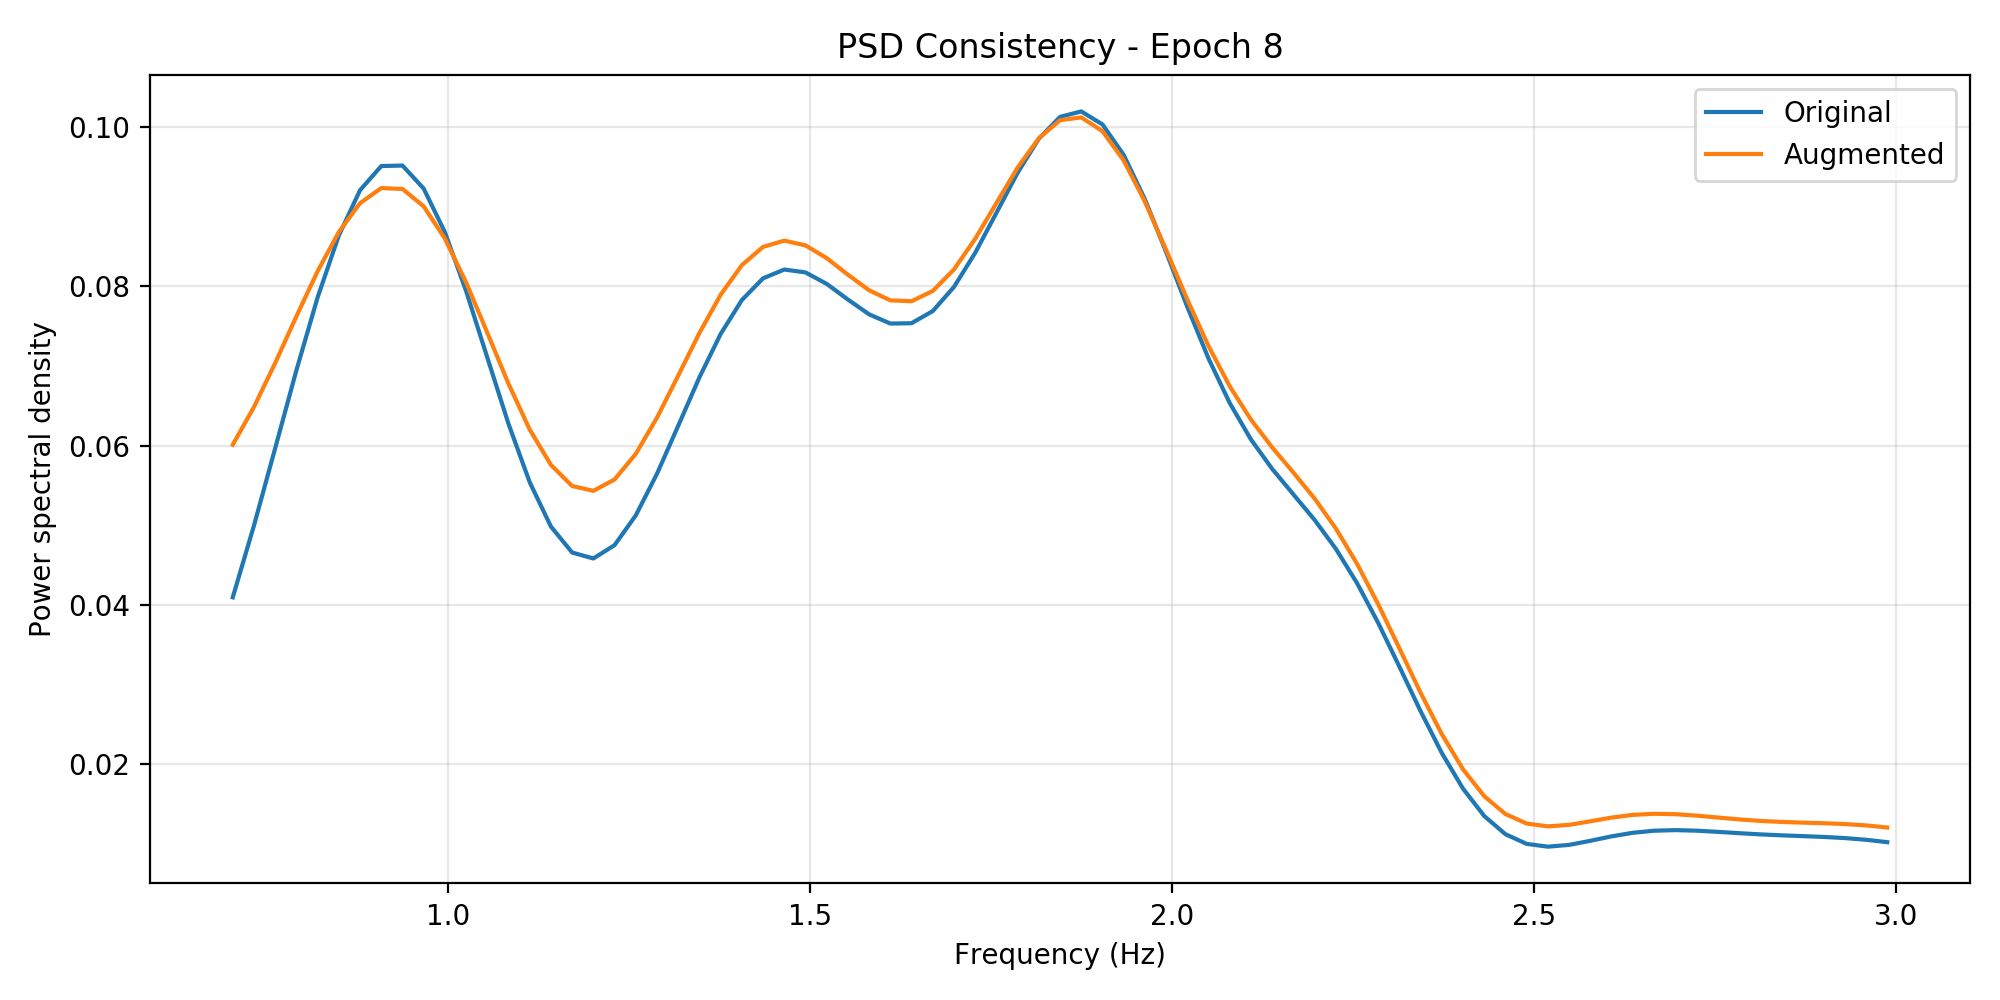 PSD Consistency - Epoch 8
Original
Augmented
0.10
0.08
0.06
0.04
0.02
Power spectral density
1.0
1.5
2.0
2.5
3.0
Frequency (Hz)